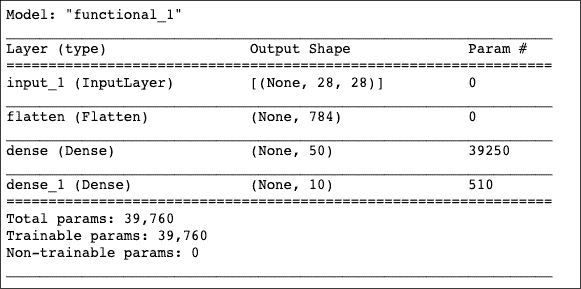 Model: "functional_1"
Layer (type) Output Shape Param #
input_1 (InputLayer) [(None, 28, 28)] 0
flatten (Flatten) (None, 784) 0
dense (Dense) (None, 50) 39250
dense_1 (Dense) (None, 10) 510
Total params: 39,760
Trainable params: 39,760
Non-trainable params: 0